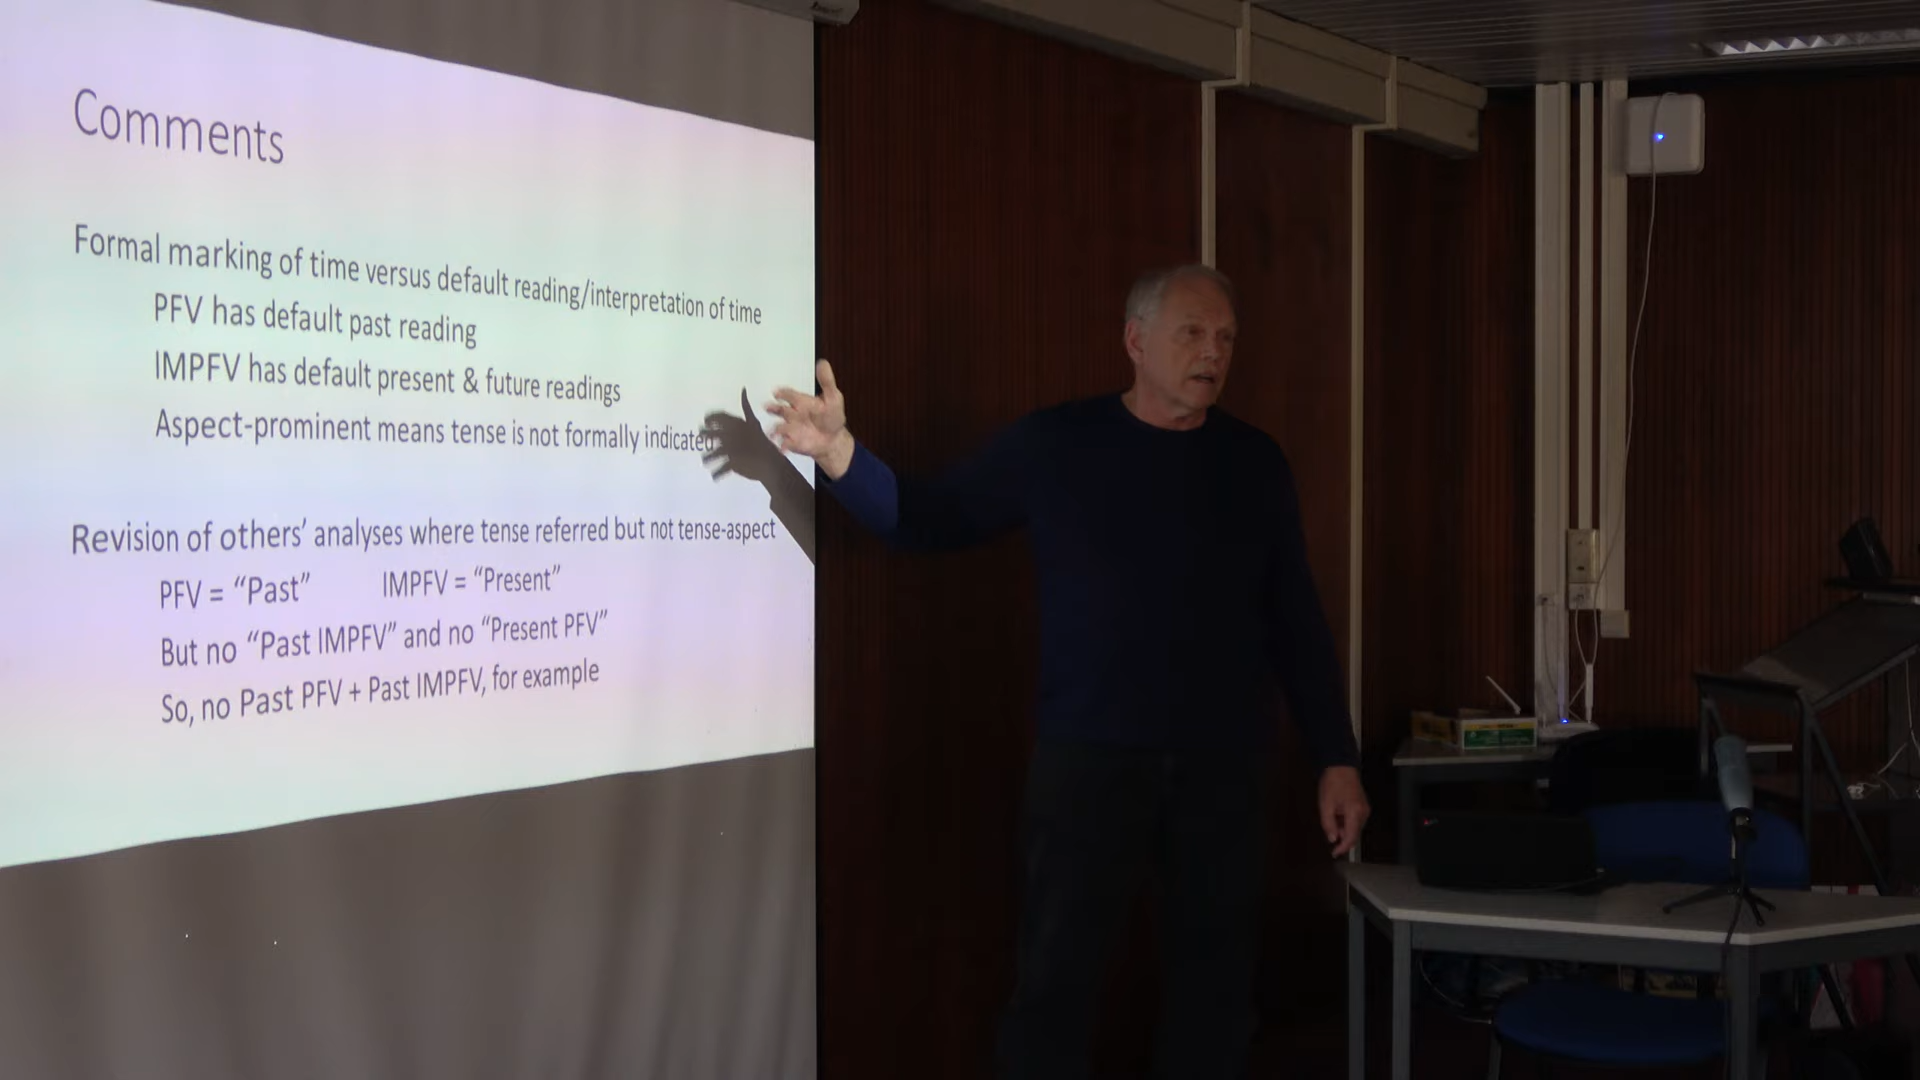 Comments
Formal marking of time versus default reading/interpretation of time
PFV has default past reading
IMPFV has default present & future readings
Aspect-prominent means tense is not formally indicated
Revision of others’ analyses where tense referred but not tense-aspect
PFV = “Past” IMPFV = “Present”
But no “Past IMPFV” and no “Present PFV”
So, no Past PFV + Past IMPFV, for example